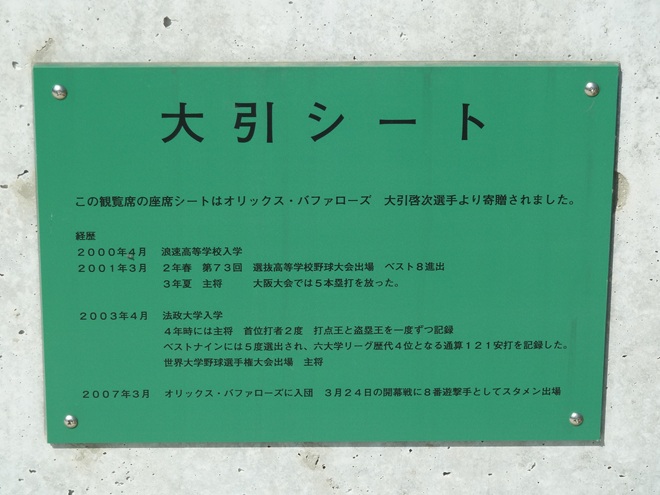 大引シート
この観覧席の座席シートはオリックス・バファローズ　大引啓次選手より寄贈されました。
経歴
２０００年４月　浪速高等学校入学
２００１年３月　２年春　第７３回　選抜高等学校野球大会出場　ベスト８進出
３年夏　主将　　大阪大会では５本塁打を放った。
２００３年４月　法政大学入学
４年時には主将　首位打者２度　打点王と盗塁王を一度ずつ記録
ベストナインには５度選出され、六大学リーグ歴代４位となる通算１２１安打を記録した。
世界大学野球選手権大会出場　主将
２００７年３月　オリックス・バファローズに入団　３月２４日の開幕戦に８番遊撃手としてスタメン出場